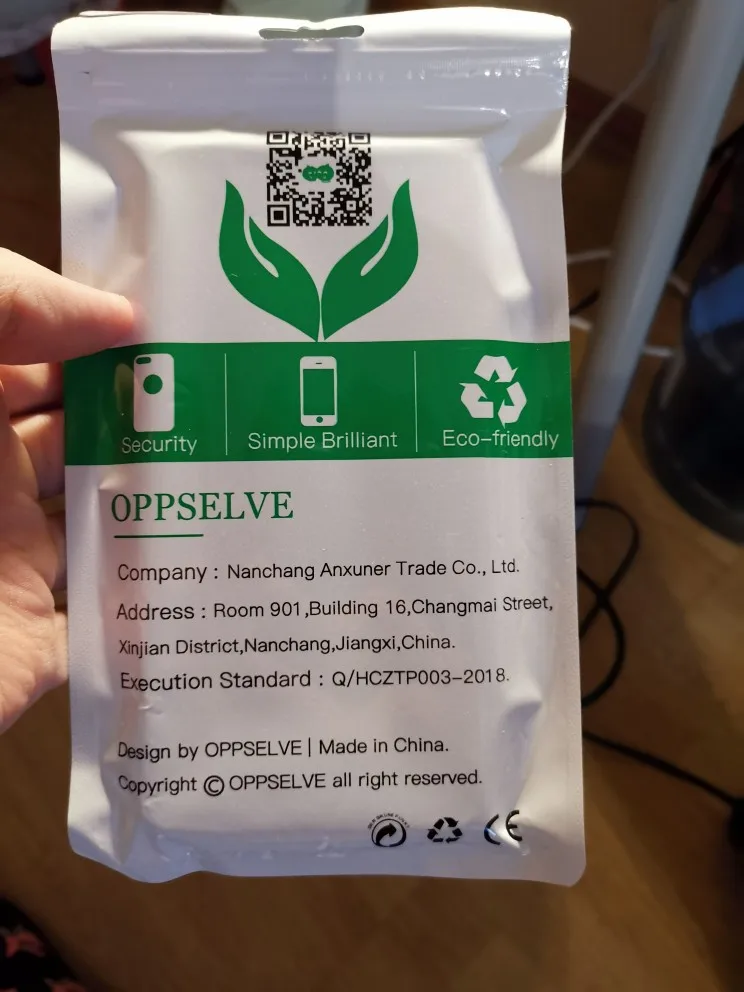 Security
Simple Brilliant
Eco-friendly
OPPSELVE
Company : Nanchang Anxuner Trade Co., Ltd.
Address : Room 901,Building 16,Changmai Street,
Xinjian District,Nanchang,Jiangxi,China.
Execution Standard : Q/HCZTP003-2018.
Design by OPPSELVE | Made in China.
Copyright © OPPSELVE all right reserved.
CE